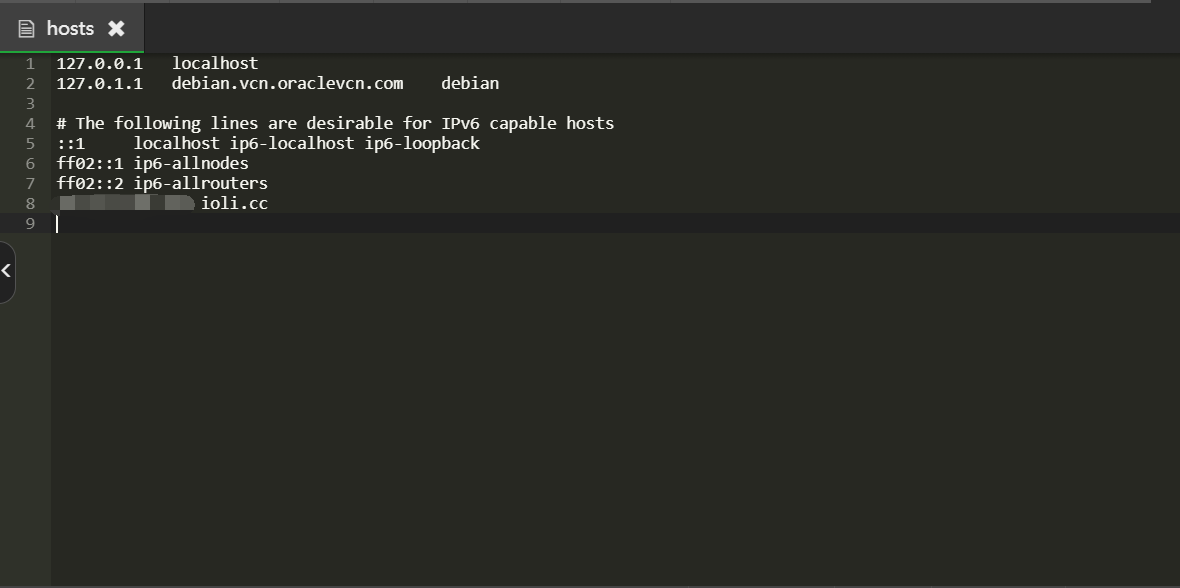 hosts
1 127.0.0.1   localhost
2 127.0.1.1   debian.vcn.oraclevcn.com    debian
3
4 # The following lines are desirable for IPv6 capable hosts
5 ::1     localhost ip6-localhost ip6-loopback
6 ff02::1 ip6-allnodes
7 ff02::2 ip6-allrouters
8 ioli.cc
9